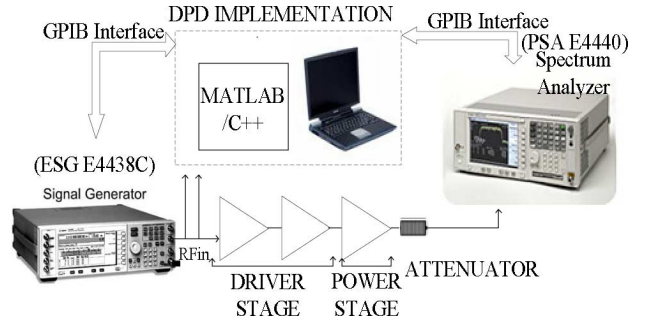 DPD IMPLEMENTATION
GPIB Interface
GPIB Interface
(PSA E4440)
Spectrum
Analyzer
MATLAB
/C++
(ESG E4438C)
Signal Generator
RFin
DRIVER
STAGE
POWER
STAGE
ATTENUATOR